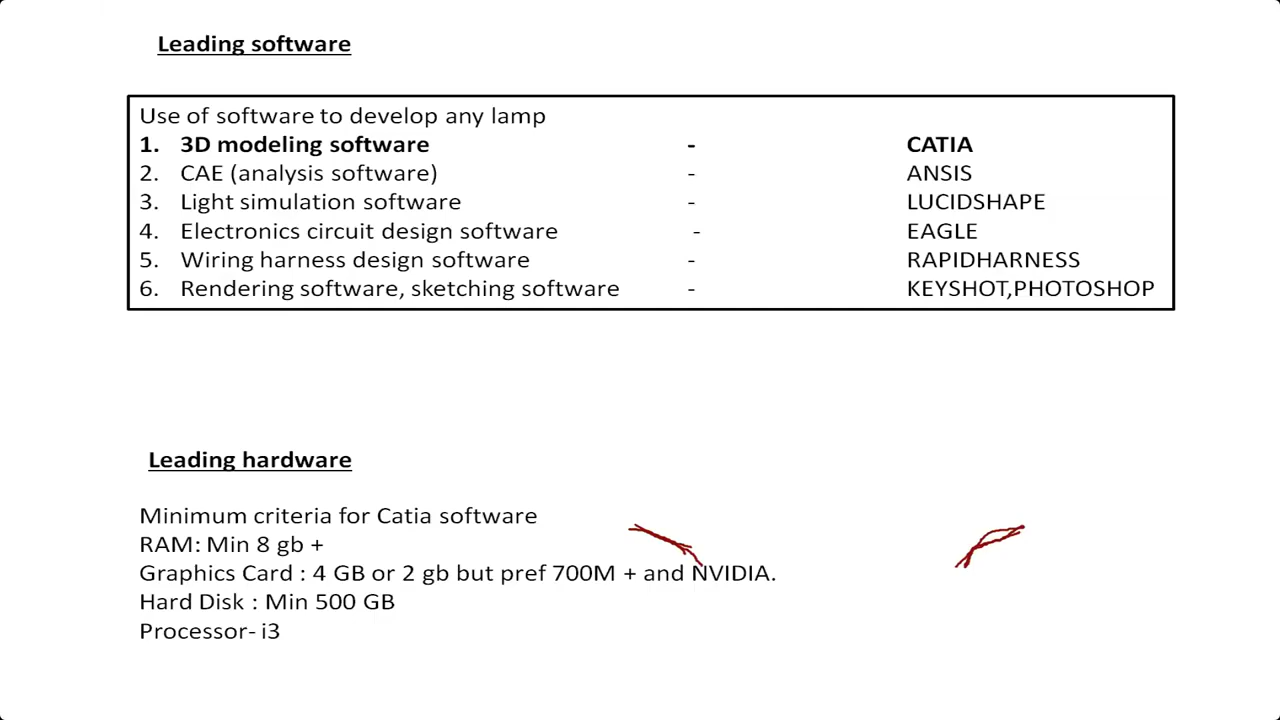 Leading software
Use of software to develop any lamp
1. 3D modeling software - CATIA
2. CAE (analysis software) - ANSIS
3. Light simulation software - LUCIDSHAPE
4. Electronics circuit design software - EAGLE
5. Wiring harness design software - RAPIDHARNESS
6. Rendering software, sketching software - KEYSHOT,PHOTOSHOP
Leading hardware
Minimum criteria for Catia software
RAM: Min 8 gb +
Graphics Card : 4 GB or 2 gb but pref 700M + and NVIDIA.
Hard Disk : Min 500 GB
Processor- i3